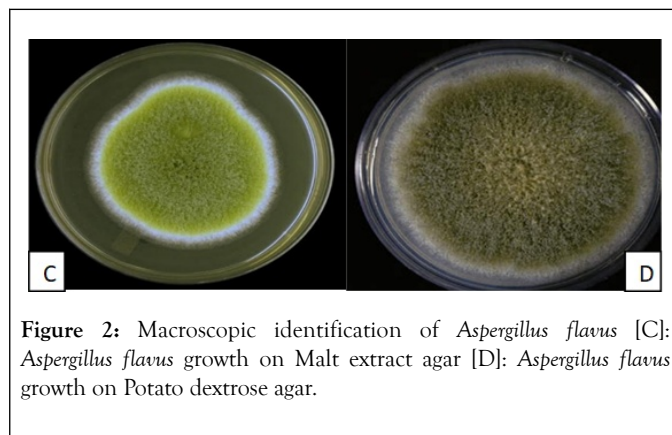 C
D
Figure 2: Macroscopic identification of Aspergillus flavus [C]:
Aspergillus flavus growth on Malt extract agar [D]: Aspergillus flavus
growth on Potato dextrose agar.